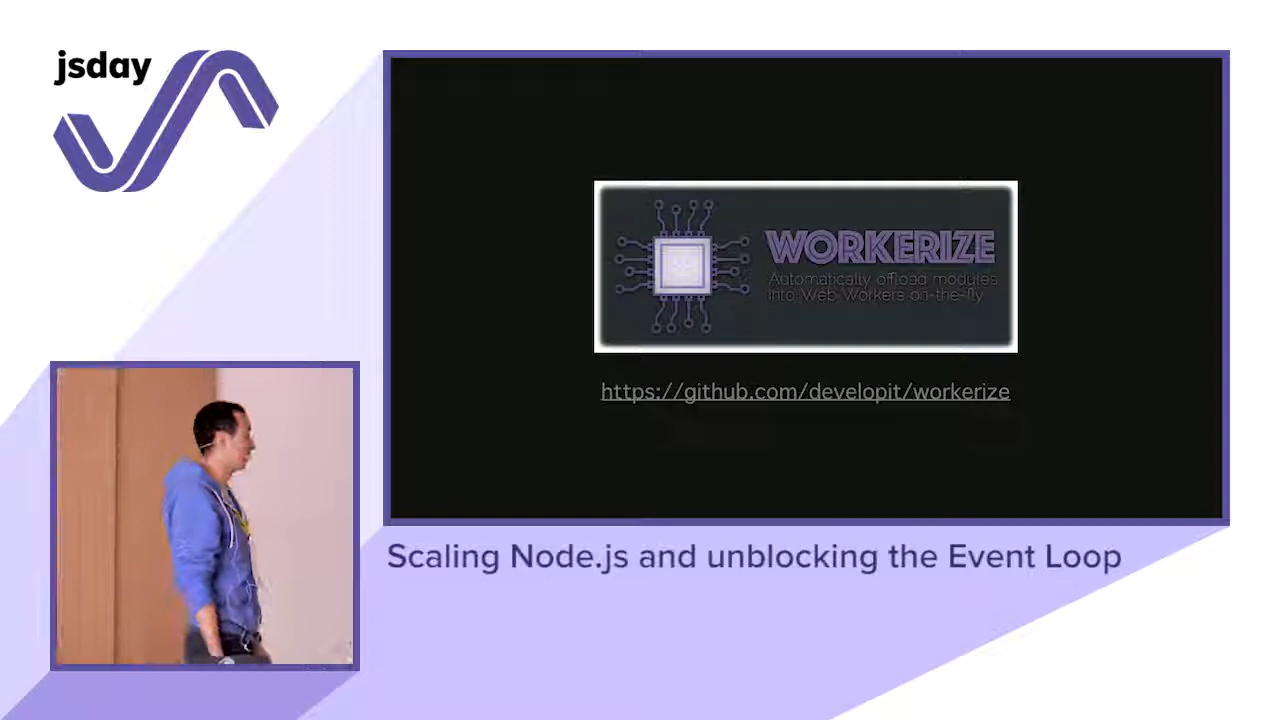 jsday
WORKERIZE
Automatically offload modules
into Web Workers on-the-fly
https://github.com/developit/workerize
Scaling Node.js and unblocking the Event Loop